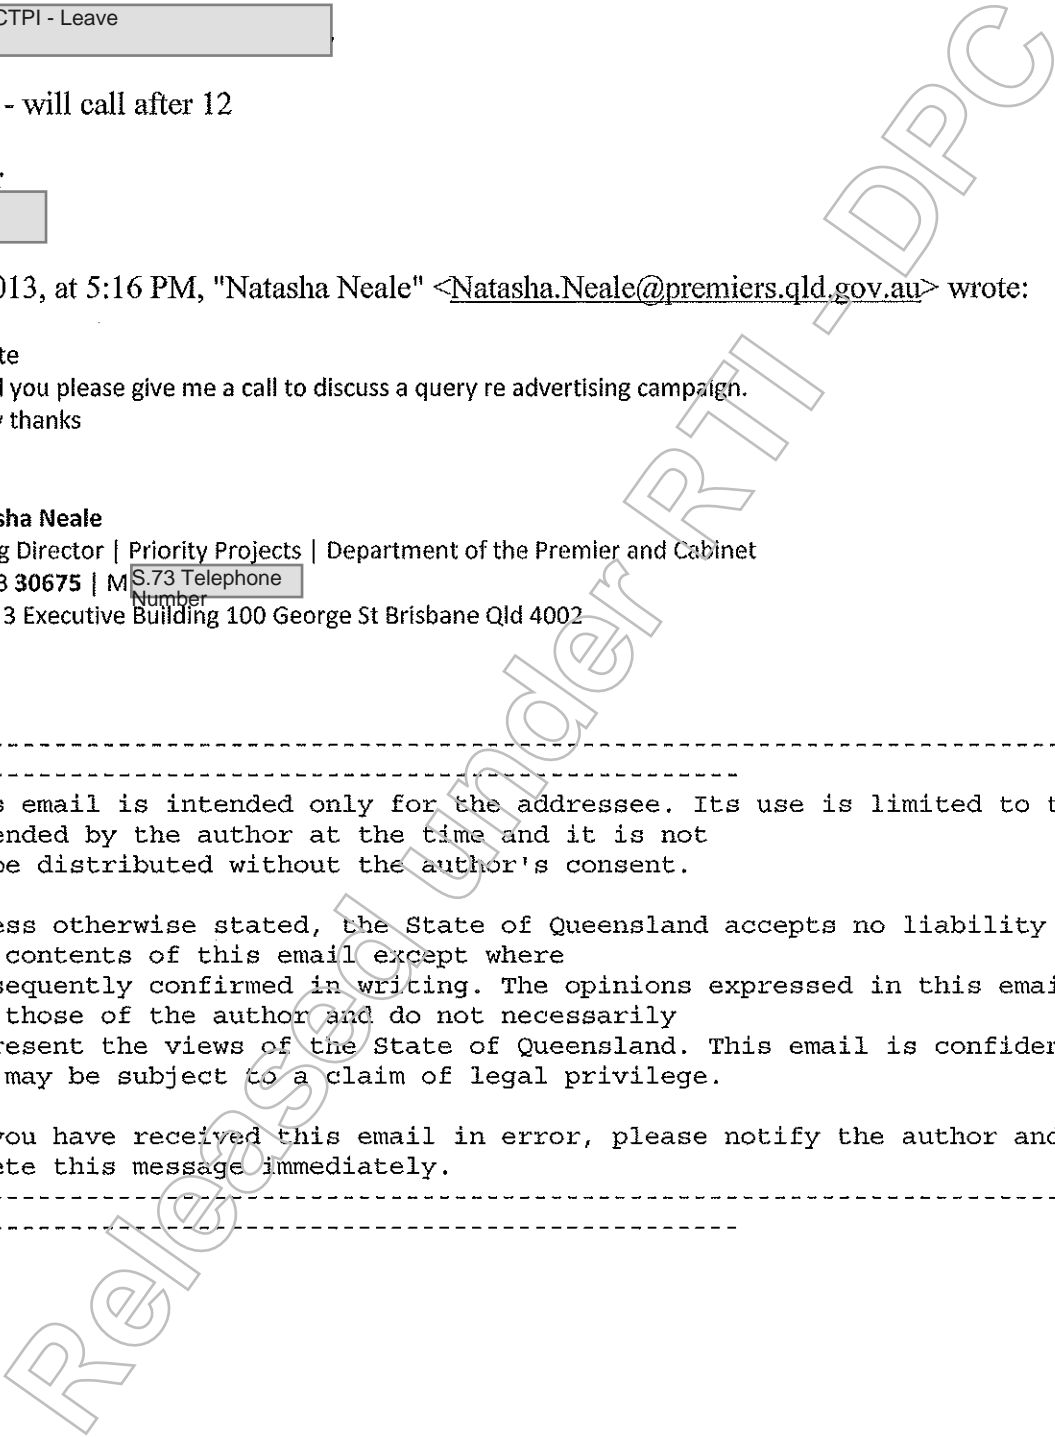 CTPI - Leave
- will call after 12
013, at 5:16 PM, "Natasha Neale" <Natasha.Neale@premiers.qld.gov.au> wrote:
you please give me a call to discuss a query re advertising campaign.
thanks
sha Neale
g Director | Priority Projects | Department of the Premier and Cabinet
3 30675 | M S.73 Telephone
Number
3 Executive Building 100 George St Brisbane Qld 4002
s email is intended only for the addressee. Its use is limited to t
ended by the author at the time and it is not
be distributed without the author's consent.
ess otherwise stated, the State of Queensland accepts no liability
contents of this email except where
sequently confirmed in writing. The opinions expressed in this emai
those of the author and do not necessarily
resent the views of the State of Queensland. This email is confiden
may be subject to a claim of legal privilege.
you have received this email in error, please notify the author and
ete this message immediately.
Released under RTI - DPC